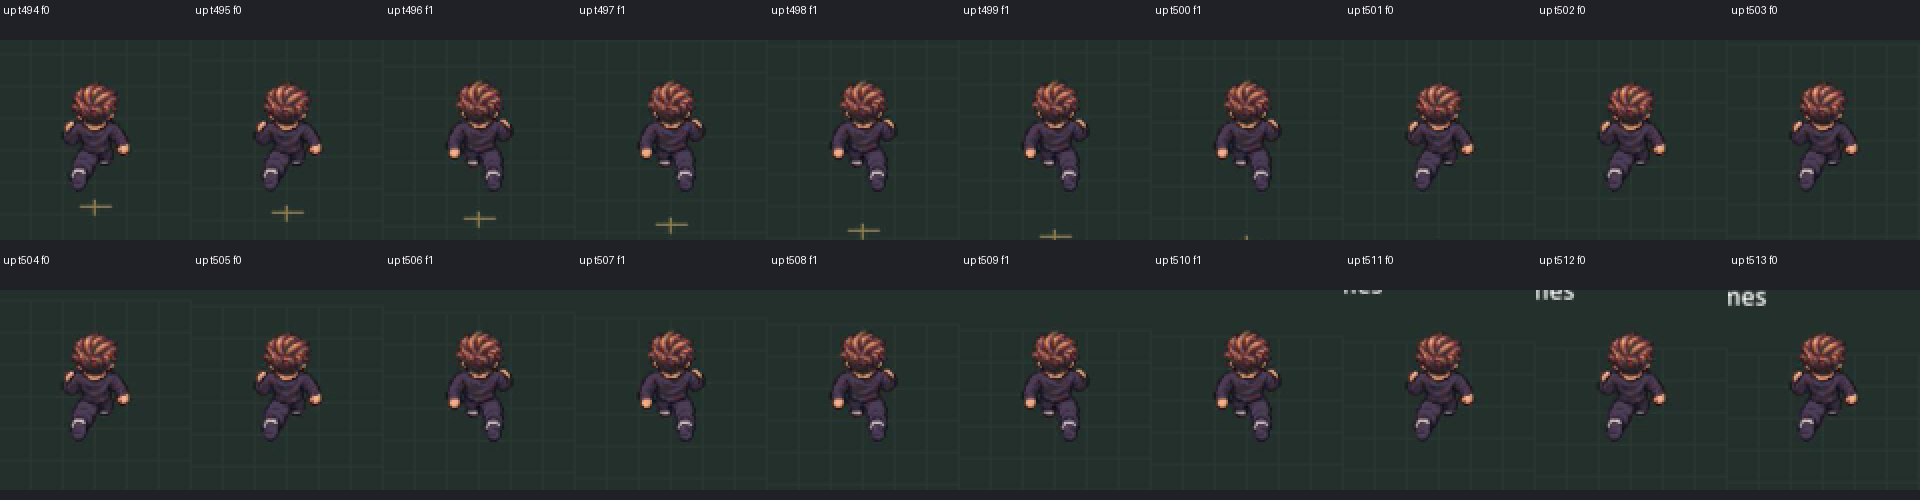 upt494 f0 upt495 f0 upt496 f1 upt497 f1 upt498 f1 upt499 f1 upt500 f1 upt501 f0 upt502 f0 upt503 f0
upt504 f0 upt505 f0 upt506 f1 upt507 f1 upt508 f1 upt509 f1 upt510 f1 upt511 f0 upt512 f0 upt513 f0
nes nes nes